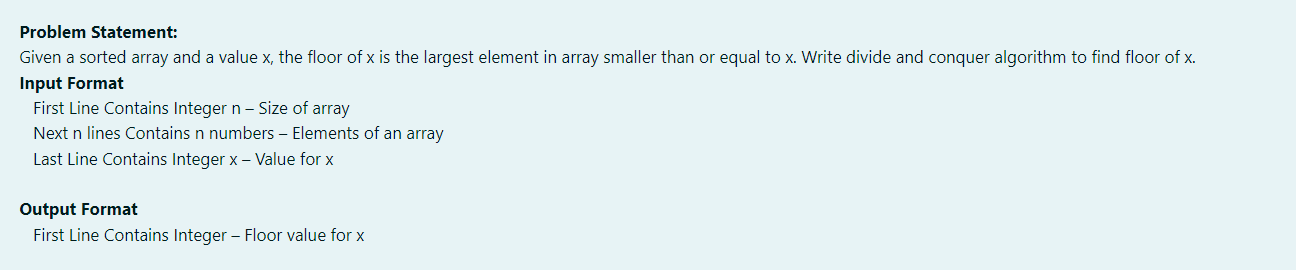 Problem Statement:
Given a sorted array and a value x, the floor of x is the largest element in array smaller than or equal to x. Write divide and conquer algorithm to find floor of x.
Input Format
First Line Contains Integer n – Size of array
Next n lines Contains n numbers – Elements of an array
Last Line Contains Integer x – Value for x
Output Format
First Line Contains Integer – Floor value for x